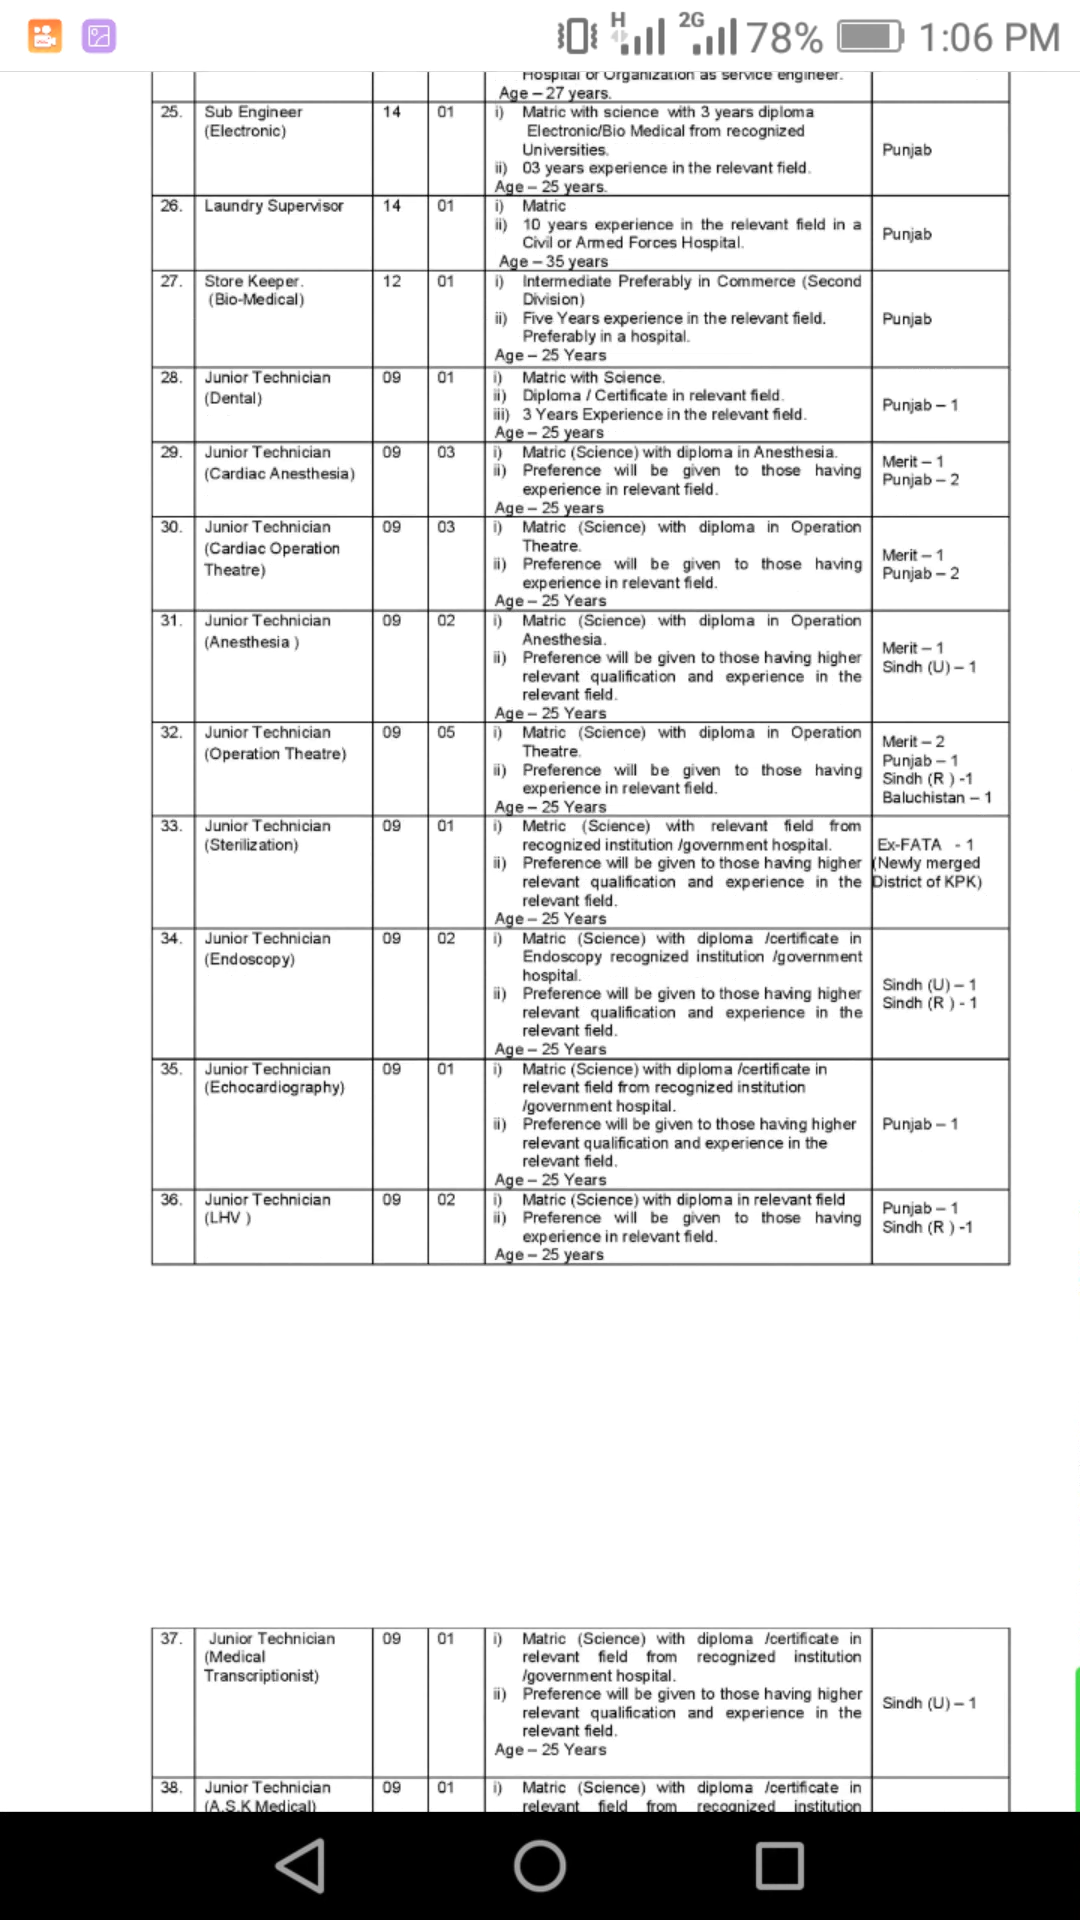 H 2G 78% 1:06 PM
Hospital or Organization as service engineer.
Age – 27 years.
25. Sub Engineer 14 01 i) Matric with science with 3 years diploma
(Electronic) Electronic/Bio Medical from recognized
Universities. Punjab
ii) 03 years experience in the relevant field.
Age – 25 years.
26. Laundry Supervisor 14 01 i) Matric
ii) 10 years experience in the relevant field in a
Civil or Armed Forces Hospital. Punjab
Age – 35 years
27. Store Keeper. 12 01 i) Intermediate Preferably in Commerce (Second
(Bio-Medical) Division)
ii) Five Years experience in the relevant field. Punjab
Preferably in a hospital.
Age – 25 Years
28. Junior Technician 09 01 i) Matric with Science.
(Dental) ii) Diploma / Certificate in relevant field. Punjab – 1
iii) 3 Years Experience in the relevant field.
Age – 25 years
29. Junior Technician 09 03 i) Matric (Science) with diploma in Anesthesia. Merit – 1
(Cardiac Anesthesia) ii) Preference will be given to those having Punjab – 2
experience in relevant field.
Age – 25 years
30. Junior Technician 09 03 i) Matric (Science) with diploma in Operation
(Cardiac Operation Theatre. Merit – 1
Theatre) ii) Preference will be given to those having Punjab – 2
experience in relevant field.
Age – 25 Years
31. Junior Technician 09 02 i) Matric (Science) with diploma in Operation
(Anesthesia ) Anesthesia. Merit – 1
ii) Preference will be given to those having higher Sindh (U) – 1
relevant qualification and experience in the
relevant field.
Age – 25 Years
32. Junior Technician 09 05 i) Matric (Science) with diploma in Operation Merit – 2
(Operation Theatre) Theatre. Punjab – 1
ii) Preference will be given to those having Sindh (R ) -1
experience in relevant field. Baluchistan – 1
Age – 25 Years
33. Junior Technician 09 01 i) Metric (Science) with relevant field from
(Sterilization) recognized institution /government hospital. Ex-FATA - 1
ii) Preference will be given to those having higher (Newly merged
relevant qualification and experience in the District of KPK)
relevant field.
Age – 25 Years
34. Junior Technician 09 02 i) Matric (Science) with diploma /certificate in
(Endoscopy) Endoscopy recognized institution /government
hospital. Sindh (U) – 1
ii) Preference will be given to those having higher Sindh (R ) - 1
relevant qualification and experience in the
relevant field.
Age – 25 Years
35. Junior Technician 09 01 i) Matric (Science) with diploma /certificate in
(Echocardiography) relevant field from recognized institution
/government hospital.
ii) Preference will be given to those having higher Punjab – 1
relevant qualification and experience in the
relevant field.
Age – 25 Years
36. Junior Technician 09 02 i) Matric (Science) with diploma in relevant field Punjab – 1
(LHV ) ii) Preference will be given to those having Sindh (R ) -1
experience in relevant field.
Age – 25 years
37. Junior Technician 09 01 i) Matric (Science) with diploma /certificate in
(Medical relevant field from recognized institution
Transcriptionist) /government hospital.
ii) Preference will be given to those having higher Sindh (U) – 1
relevant qualification and experience in the
relevant field.
Age – 25 Years
38. Junior Technician 09 01 i) Matric (Science) with diploma /certificate in
(A.S.K Medical) relevant field from recognized institution